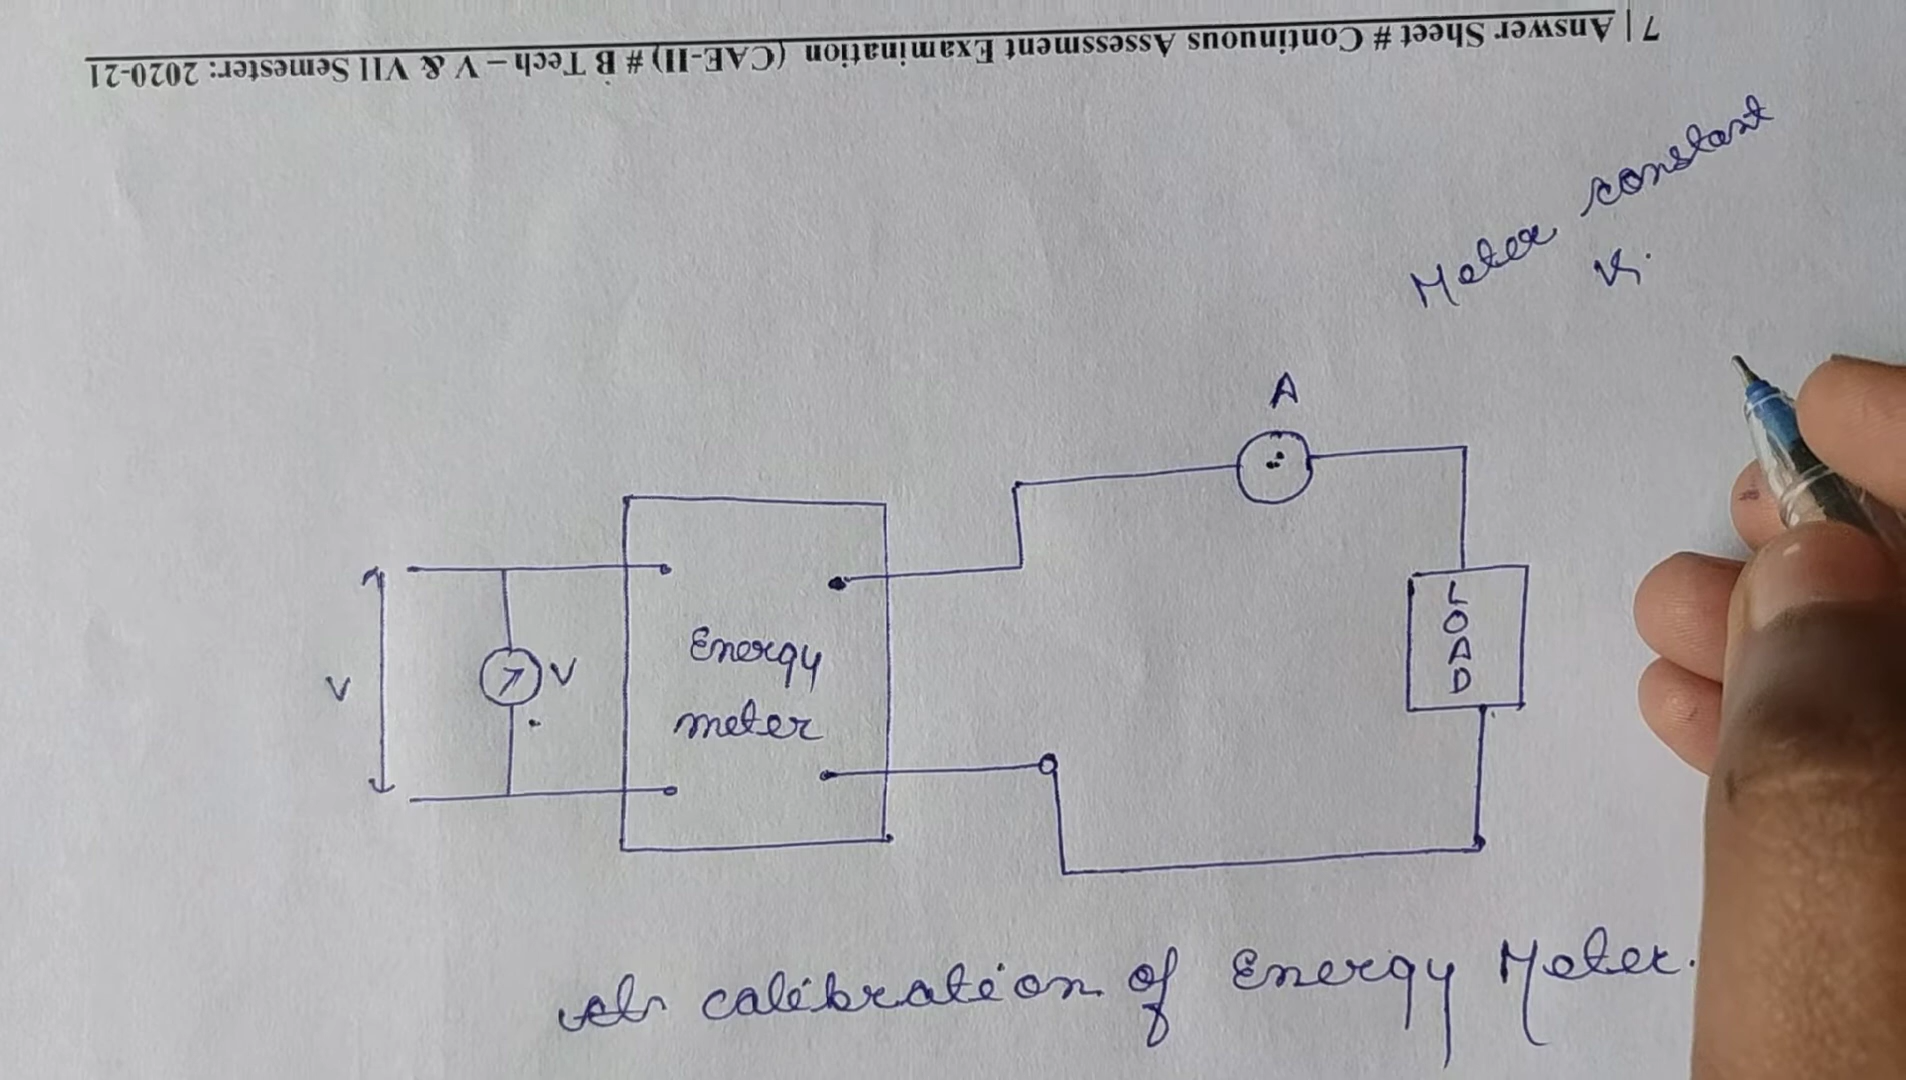 7 | Answer Sheet # Continuous Assessment Examination (CAE-II) # B Tech – V & VII Semester: 2020-21
Meter constant
K.
A
V
V
Energy
meter
LOAD
calibration of Energy Meter.